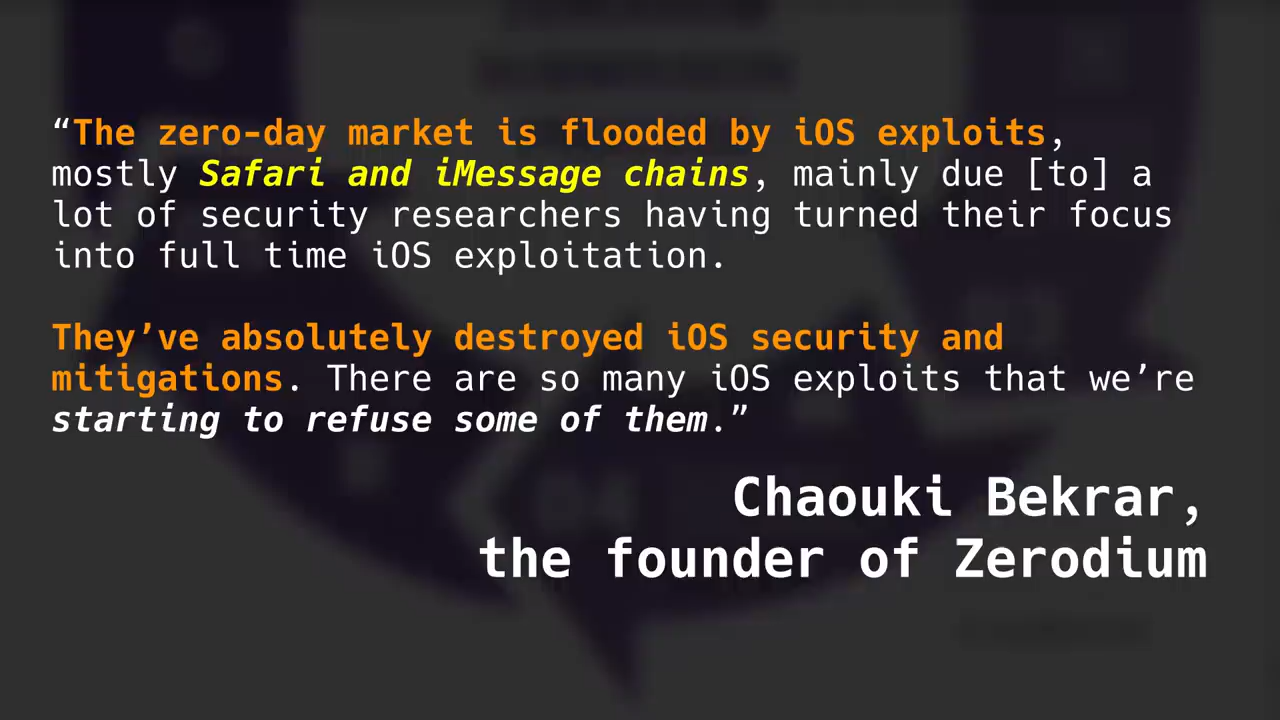 “The zero-day market is flooded by iOS exploits,
mostly Safari and iMessage chains, mainly due [to] a
lot of security researchers having turned their focus
into full time iOS exploitation.
They’ve absolutely destroyed iOS security and
mitigations. There are so many iOS exploits that we’re
starting to refuse some of them.”
Chaouki Bekrar,
the founder of Zerodium